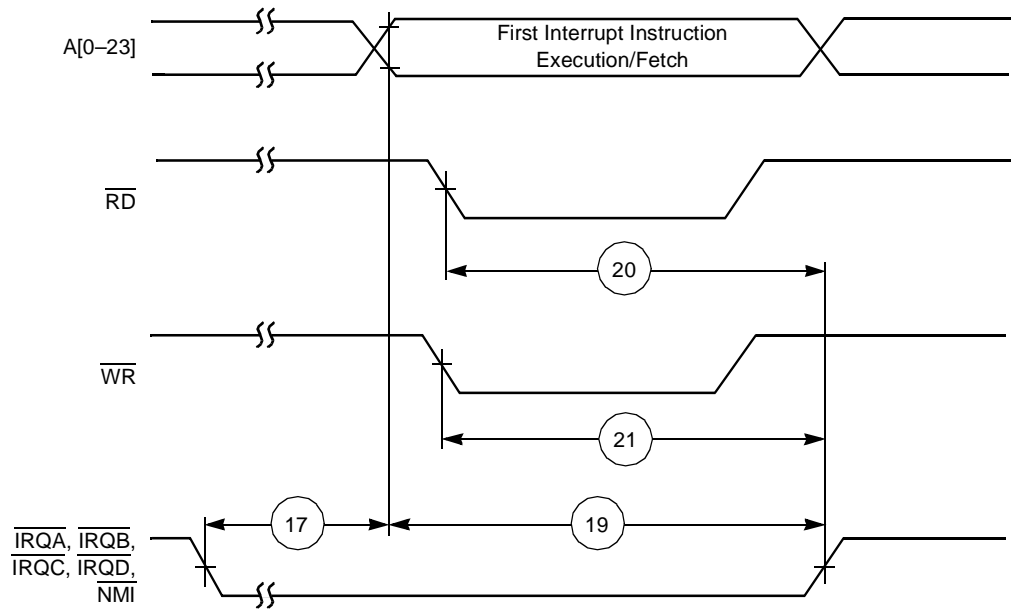 A[0–23]
First Interrupt Instruction
Execution/Fetch
RD
20
WR
21
17
19
IRQA, IRQB,
IRQC, IRQD,
NMI